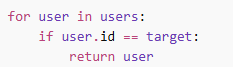 for user in users:
    if user.id == target:
        return user